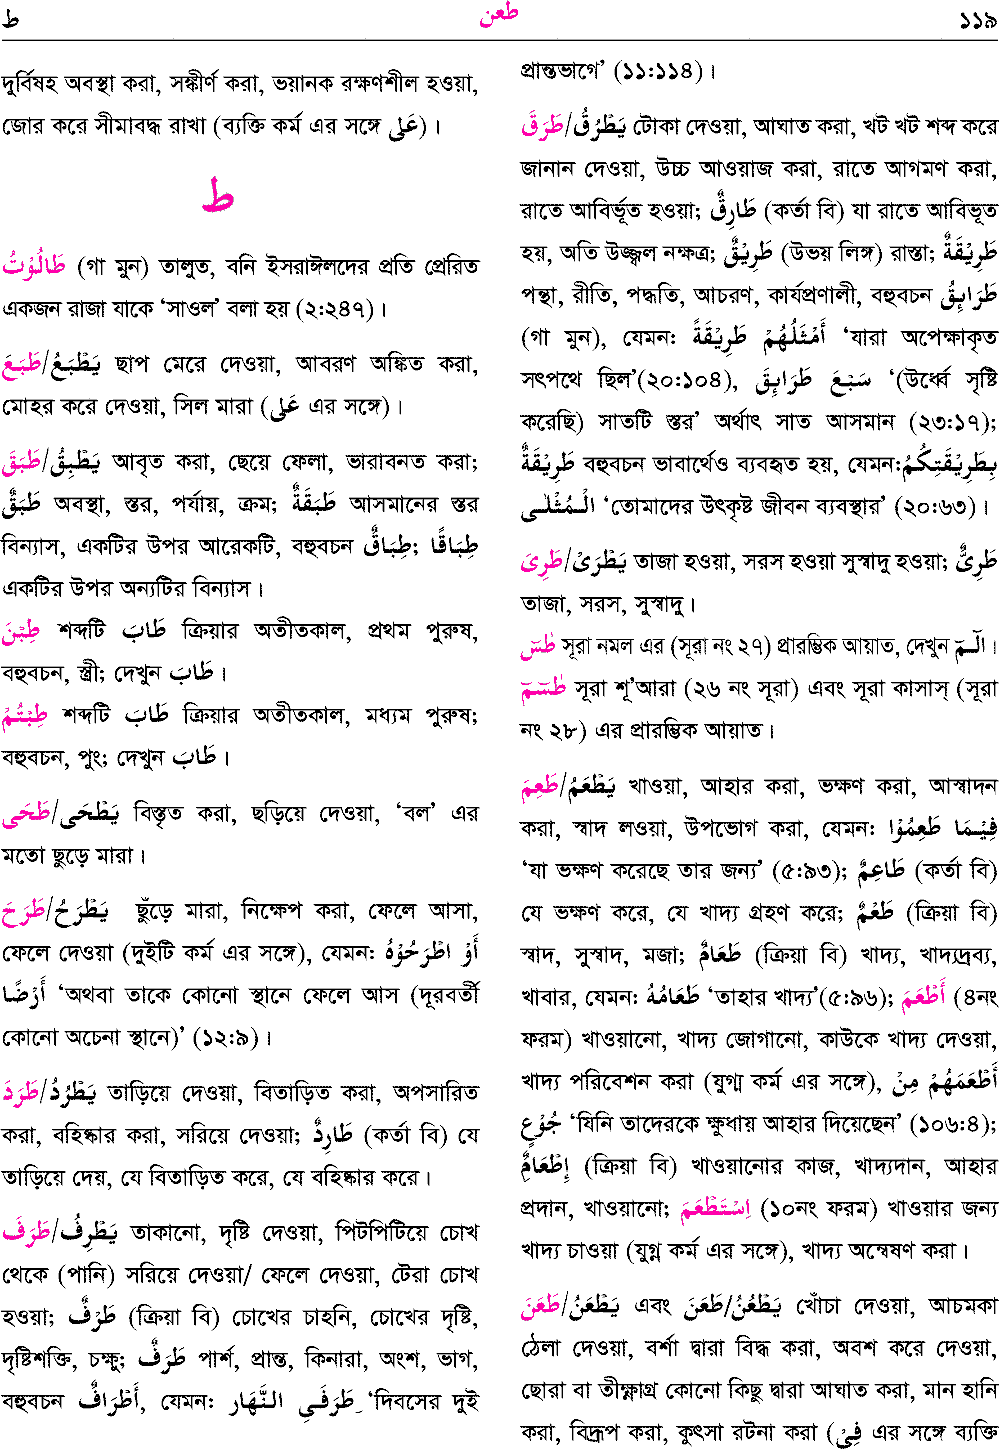 ط طعن ১১৯
দুর্বিষহ অবস্থা করা, সঙ্কীর্ণ করা, ভয়ানক রক্ষণশীল হওয়া,
জোর করে সীমাবদ্ধ রাখা (ব্যক্তি কর্ম এর সঙ্গে عَلَى)।
ط
طَالُوْتُ (গা মুন) তালুত, বনি ইসরাঈলদের প্রতি প্রেরিত
একজন রাজা যাকে ‘সাওল’ বলা হয় (২:২৪৭)।
طَبَعَ/يَطْبَعُ ছাপ মেরে দেওয়া, আবরণ অঙ্কিত করা,
মোহর করে দেওয়া, সিল মারা (عَلَى এর সঙ্গে)।
طَبَقَ/يَطْبِقُ আবৃত করা, ছেয়ে ফেলা, ভারাবনত করা;
طَبَقٌ অবস্থা, স্তর, পর্যায়, ক্রম; طَبَقَةٌ আসমানের স্তর
বিন্যাস, একটির উপর আরেকটি, বহুবচন طِبَاقٌ; طِبَاقًا
একটির উপর অন্যটির বিন্যাস।
طِبْنَ শব্দটি طَابَ ক্রিয়ার অতীতকাল, প্রথম পুরুষ,
বহুবচন, স্ত্রী; দেখুন طَابَ।
طِبْتُمْ শব্দটি طَابَ ক্রিয়ার অতীতকাল, মধ্যম পুরুষ;
বহুবচন, পুং; দেখুন طَابَ।
طَحَى/يَطْحَى বিস্তৃত করা, ছড়িয়ে দেওয়া, ‘বল’ এর
মতো ছুড়ে মারা।
طَرَحَ/يَطْرَحُ ছুঁড়ে মারা, নিক্ষেপ করা, ফেলে আসা,
ফেলে দেওয়া (দুইটি কর্ম এর সঙ্গে), যেমন: أَوْ اطْرَحُوْهُ
أَرْضًا ‘অথবা তাকে কোনো স্থানে ফেলে আস (দূরবর্তী
কোনো অচেনা স্থানে)’ (১২:৯)।
طَرَدَ/يَطْرُدُ তাড়িয়ে দেওয়া, বিতাড়িত করা, অপসারিত
করা, বহিষ্কার করা, সরিয়ে দেওয়া; طَارِدٌ (কর্তা বি) যে
তাড়িয়ে দেয়, যে বিতাড়িত করে, যে বহিষ্কার করে।
طَرَفَ/يَطْرِفُ তাকানো, দৃষ্টি দেওয়া, পিটপিটিয়ে চোখ
থেকে (পানি) সরিয়ে দেওয়া/ ফেলে দেওয়া, টেরা চোখ
হওয়া; طَرْفٌ (ক্রিয়া বি) চোখের চাহনি, চোখের দৃষ্টি,
দৃষ্টিশক্তি, চক্ষু; طَرَفٌ পার্শ, প্রান্ত, কিনারা, অংশ, ভাগ,
বহুবচন أَطْرَافٌ, যেমন: طَرَفَـيِ النَّهَارِ ‘দিবসের দুই
প্রান্তভাগে’ (১১:১১৪)।
طَرَقَ/يَطْرُقُ টোকা দেওয়া, আঘাত করা, খট খট শব্দ করে
জানান দেওয়া, উচ্চ আওয়াজ করা, রাতে আগমণ করা,
রাতে আবির্ভূত হওয়া; طَارِقٌ (কর্তা বি) যা রাতে আবিভূত
হয়, অতি উজ্জ্বল নক্ষত্র; طَرِيْقٌ (উভয় লিঙ্গ) রাস্তা; طَرِيْقَةٌ
পন্থা, রীতি, পদ্ধতি, আচরণ, কার্যপ্রণালী, বহুবচন طَرَايِقُ
(গা মুন), যেমন: أَمْثَلُهُمْ طَرِيْقَةً ‘যারা অপেক্ষাকৃত
সৎপথে ছিল’(২০:১০৪), سَبْعَ طَرَايِقَ ‘(উর্ধ্বে সৃষ্টি
করেছি) সাতটি স্তর’ অর্থাৎ সাত আসমান (২৩:১৭);
طَرِيْقَةٌ বহুবচন ভাবার্থেও ব্যবহৃত হয়, যেমন:بِطَرِيْقَتِكُمُ
الْـمُثْلٰـى ‘তোমাদের উৎকৃষ্ট জীবন ব্যবস্থার’ (২০:৬৩)।
طَرِىَ/يَطْرَىْ তাজা হওয়া, সরস হওয়া সুস্বাদু হওয়া; طَرِىٌّ
তাজা, সরস, সুস্বাদু।
طٰسٓ সূরা নমল এর (সূরা নং ২৭) প্রারম্ভিক আয়াত, দেখুন الٓـمٓ।
طٰسٓمٓ সূরা শূ’আরা (২৬ নং সূরা) এবং সূরা কাসাস্ (সূরা
নং ২৮) এর প্রারম্ভিক আয়াত।
طَعِمَ/يَطْعَمُ খাওয়া, আহার করা, ভক্ষণ করা, আস্বাদন
করা, স্বাদ লওয়া, উপভোগ করা, যেমন: فِيْـمَا طَعِمُوْا
‘যা ভক্ষণ করেছে তার জন্য’ (৫:৯৩); طَاعِمٌ (কর্তা বি)
যে ভক্ষণ করে, যে খাদ্য গ্রহণ করে; طَعْمٌ (ক্রিয়া বি)
স্বাদ, সুস্বাদ, মজা; طَعَامٌ (ক্রিয়া বি) খাদ্য, খাদ্যদ্রব্য,
খাবার, যেমন: طَعَامُهُ ‘তাহার খাদ্য’(৫:৯৬); أَطْعَمَ (৪নং
ফরম) খাওয়ানো, খাদ্য জোগানো, কাউকে খাদ্য দেওয়া,
খাদ্য পরিবেশন করা (যুগ্ম কর্ম এর সঙ্গে), أَطْعَمَهُمْ مِنْ
جُوْعٍ ‘যিনি তাদেরকে ক্ষুধায় আহার দিয়েছেন’ (১০৬:৪);
إِطْعَامٌ (ক্রিয়া বি) খাওয়ানোর কাজ, খাদ্যদান, আহার
প্রদান, খাওয়ানো; اِسْتَطْعَمَ (১০নং ফরম) খাওয়ার জন্য
খাদ্য চাওয়া (যুগ্ন কর্ম এর সঙ্গে), খাদ্য অন্বেষণ করা।
طَعَنَ/يَطْعَنُ এবং طَعَنَ/يَطْعُنُ খোঁচা দেওয়া, আচমকা
ঠেলা দেওয়া, বর্শা দ্বারা বিদ্ধ করা, অবশ করে দেওয়া,
ছোরা বা তীক্ষ্ণাগ্র কোনো কিছু দ্বারা আঘাত করা, মান হানি
করা, বিদ্রূপ করা, কুৎসা রটনা করা (فِيْ এর সঙ্গে ব্যক্তি